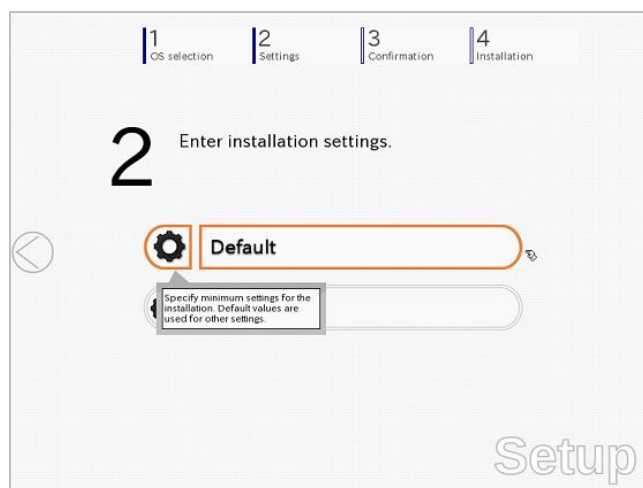 1
OS selection
2
Settings
3
Confirmation
4
Installation
2
Enter installation settings.
Default
Specify minimum settings for the
installation. Default values are
used for other settings.
Setup